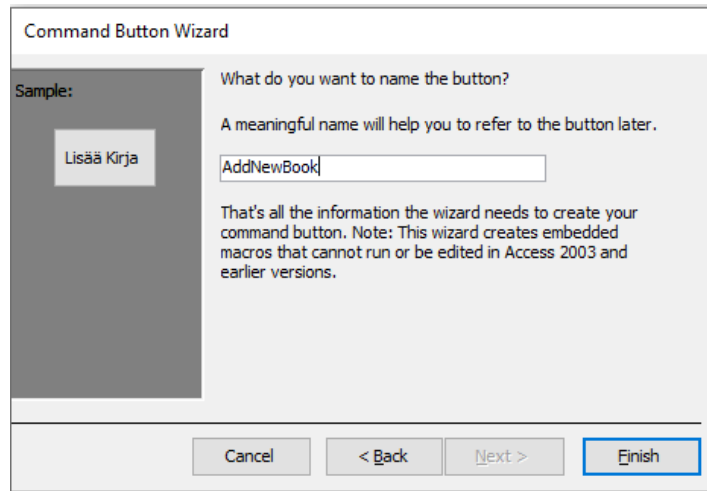 Command Button Wizard
Sample:
Lisää Kirja
What do you want to name the button?
A meaningful name will help you to refer to the button later.
AddNewBook
That's all the information the wizard needs to create your
command button. Note: This wizard creates embedded
macros that cannot run or be edited in Access 2003 and
earlier versions.
Cancel
< Back
Next >
Finish